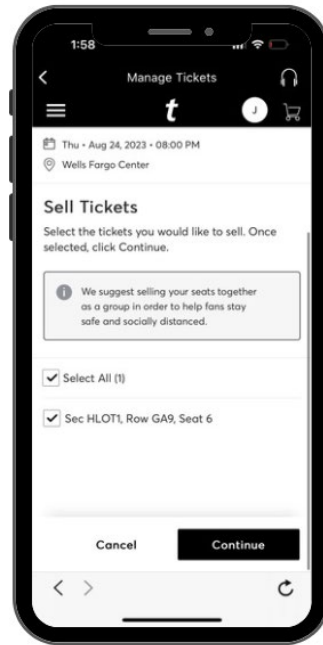 1:58
Manage Tickets
t
J
Thu • Aug 24, 2023 • 08:00 PM
Wells Fargo Center
Sell Tickets
Select the tickets you would like to sell. Once
selected, click Continue.
We suggest selling your seats together
as a group in order to help fans stay
safe and socially distanced.
Select All (1)
Sec HLOT1, Row GA9, Seat 6
Cancel
Continue